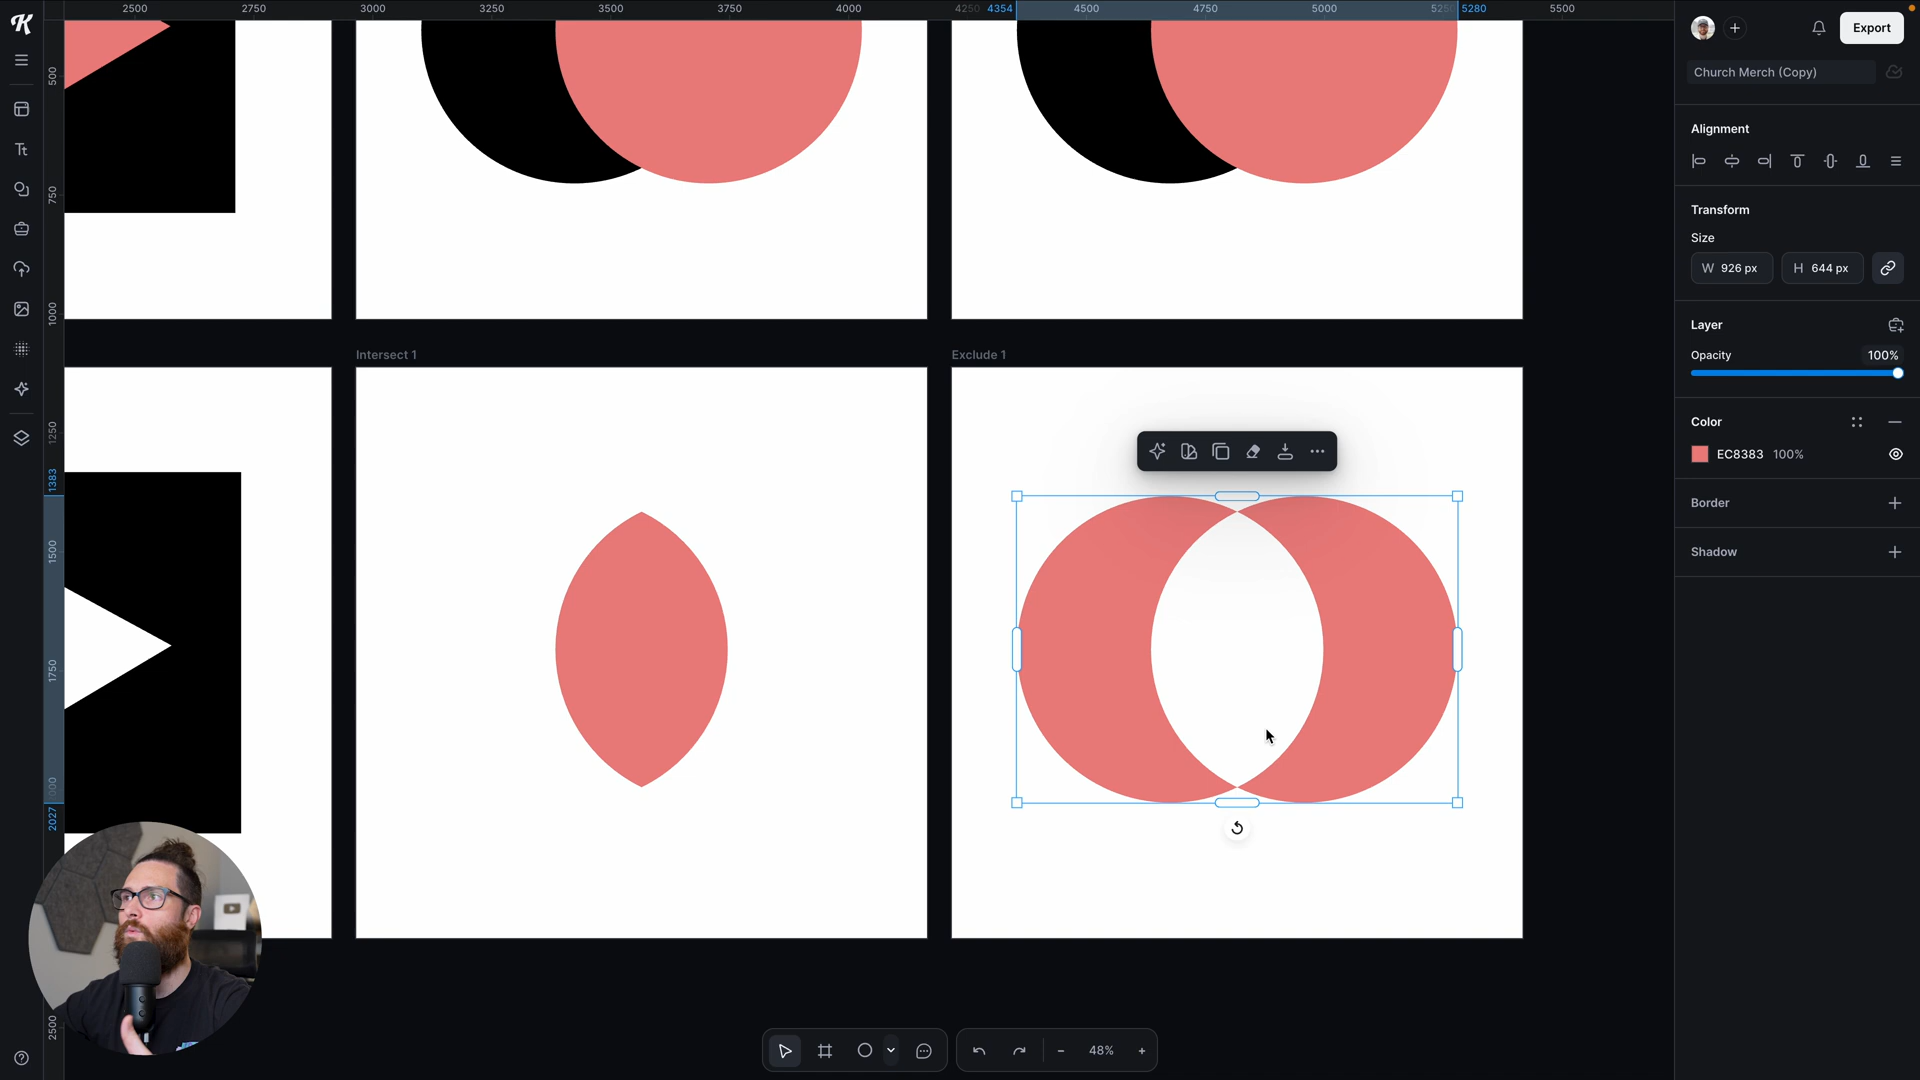 2500 2750 3000 3250 3500 3750 4000 4250 4354 4500 4750 5000 5280 5500
Export
Church Merch (Copy)
500
Alignment
750
Transform
Size
W 926 px H 644 px
1000
Layer
Intersect 1 Exclude 1
Opacity 100%
1250
Color
EC8383 100%
1383
Border
1500
Shadow
1750
2027
2500
48%